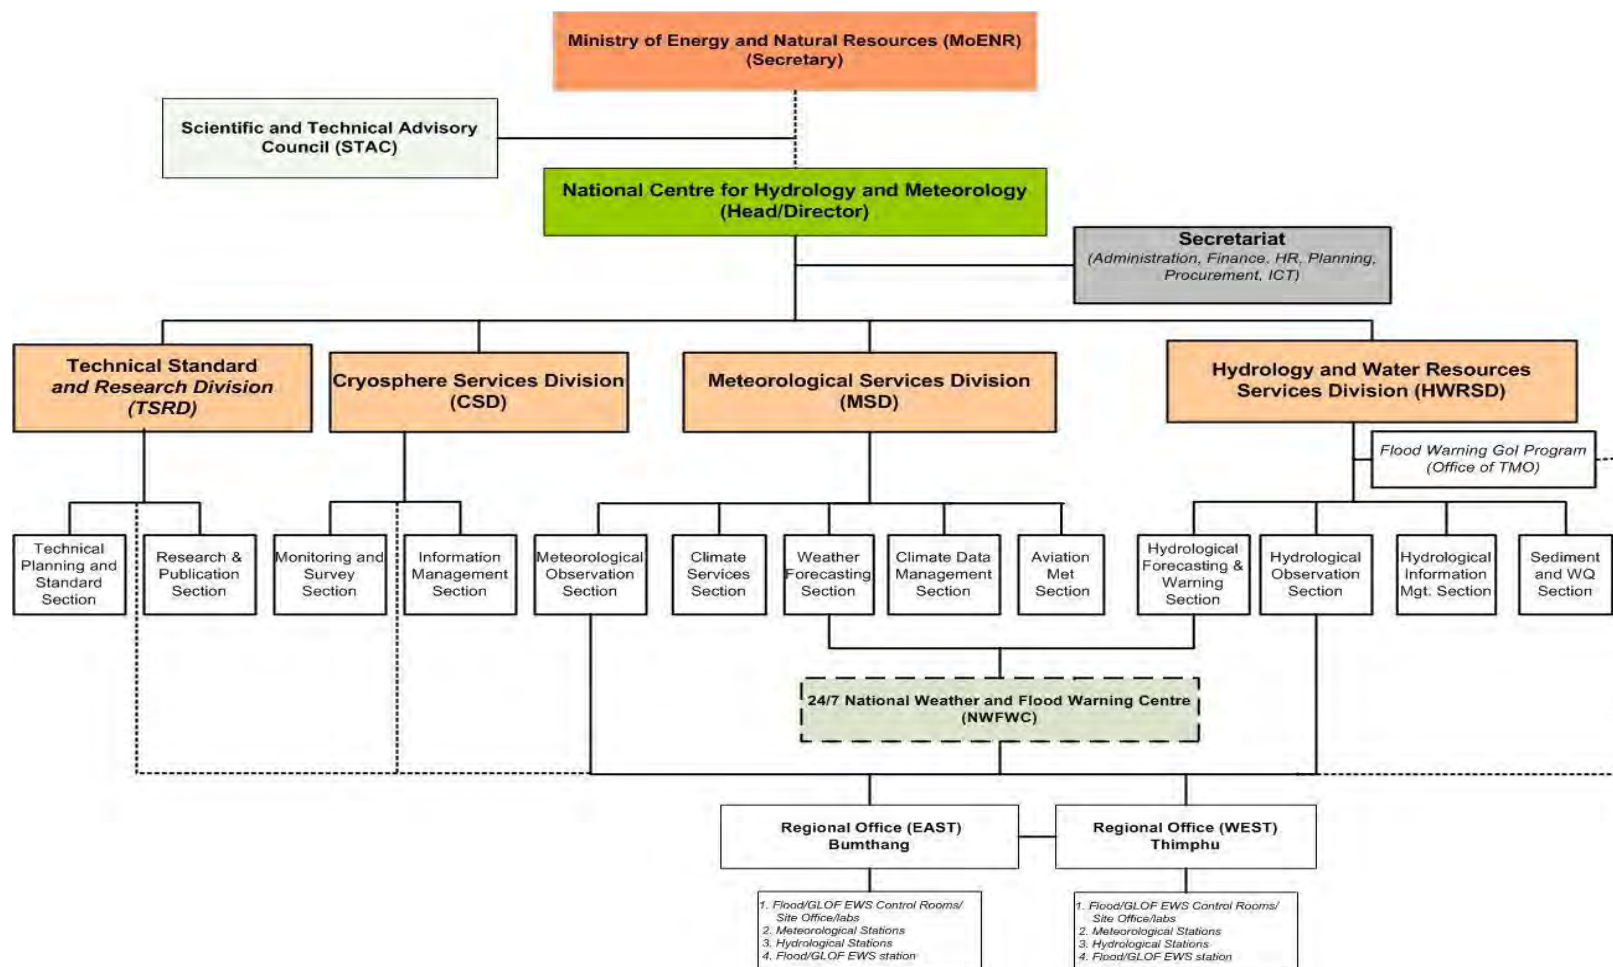 Ministry of Energy and Natural Resources (MoENR)
(Secretary)
Scientific and Technical Advisory
Council (STAC)
National Centre for Hydrology and Meteorology
(Head/Director)
Secretariat
(Administration, Finance, HR, Planning,
Procurement, ICT)
Technical Standard
and Research Division
(TSRD)
Cryosphere Services Division
(CSD)
Meteorological Services Division
(MSD)
Hydrology and Water Resources
Services Division (HWRSD)
Flood Warning GoI Program
(Office of TMO)
Technical
Planning and
Standard
Section
Research &
Publication
Section
Monitoring and
Survey Section
Information
Management
Section
Meteorological
Observation
Section
Climate
Services
Section
Weather
Forecasting
Section
Climate Data
Management
Section
Aviation
Met
Section
Hydrological
Forecasting &
Warning
Section
Hydrological
Observation
Section
Hydrological
Information
Mgt. Section
Sediment
and WQ
Section
24/7 National Weather and Flood Warning Centre
(NWFWC)
Regional Office (EAST)
Bumthang
Regional Office (WEST)
Thimphu
1. Flood/GLOF EWS Control Rooms/
Site Office/labs
2. Meteorological Stations
3. Hydrological Stations
4. Flood/GLOF EWS station
1. Flood/GLOF EWS Control Rooms/
Site Office/labs
2. Meteorological Stations
3. Hydrological Stations
4. Flood/GLOF EWS station